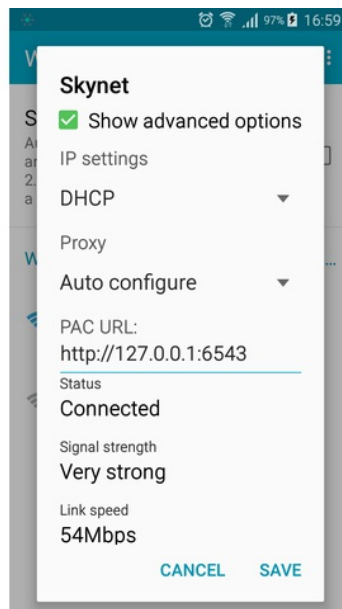 97% 16:59
W
Skynet
S
Show advanced options
IP settings
2.
a
DHCP
Proxy
W
...
Auto configure
PAC URL:
http://127.0.0.1:6543
Status
Connected
Signal strength
Very strong
Link speed
54Mbps
CANCEL SAVE